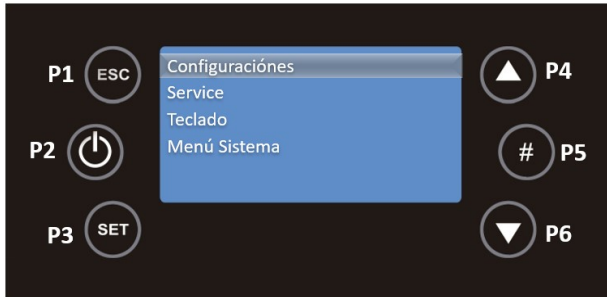 P1 ESC
P2
P3 SET
Configuraciónes
Service
Teclado
Menú Sistema
P4
# P5
P6